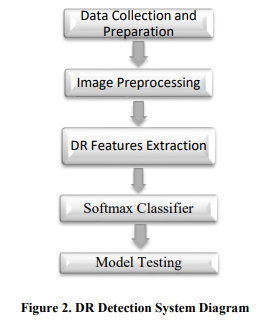 Data Collection and
Preparation
Image Preprocessing
DR Features Extraction
Softmax Classifier
Model Testing
Figure 2. DR Detection System Diagram